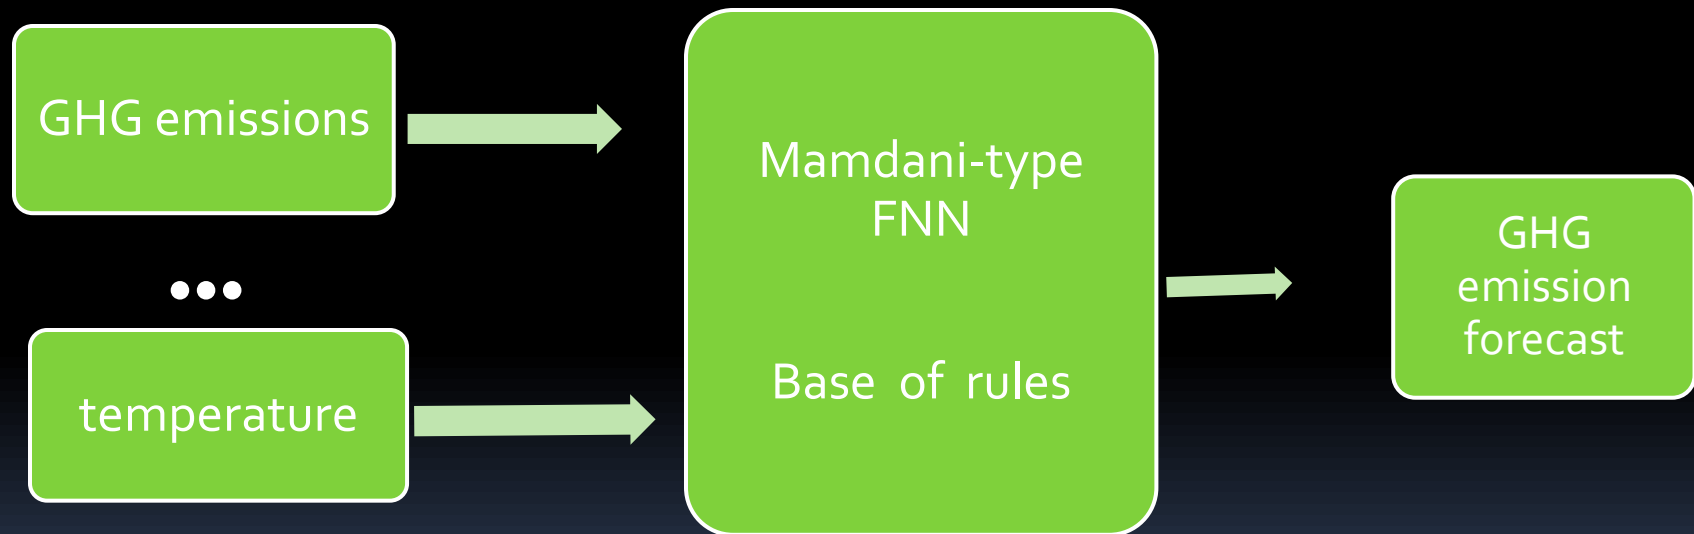 GHG emissions
...
temperature
Mamdani-type
FNN
Base of rules
GHG
emission
forecast